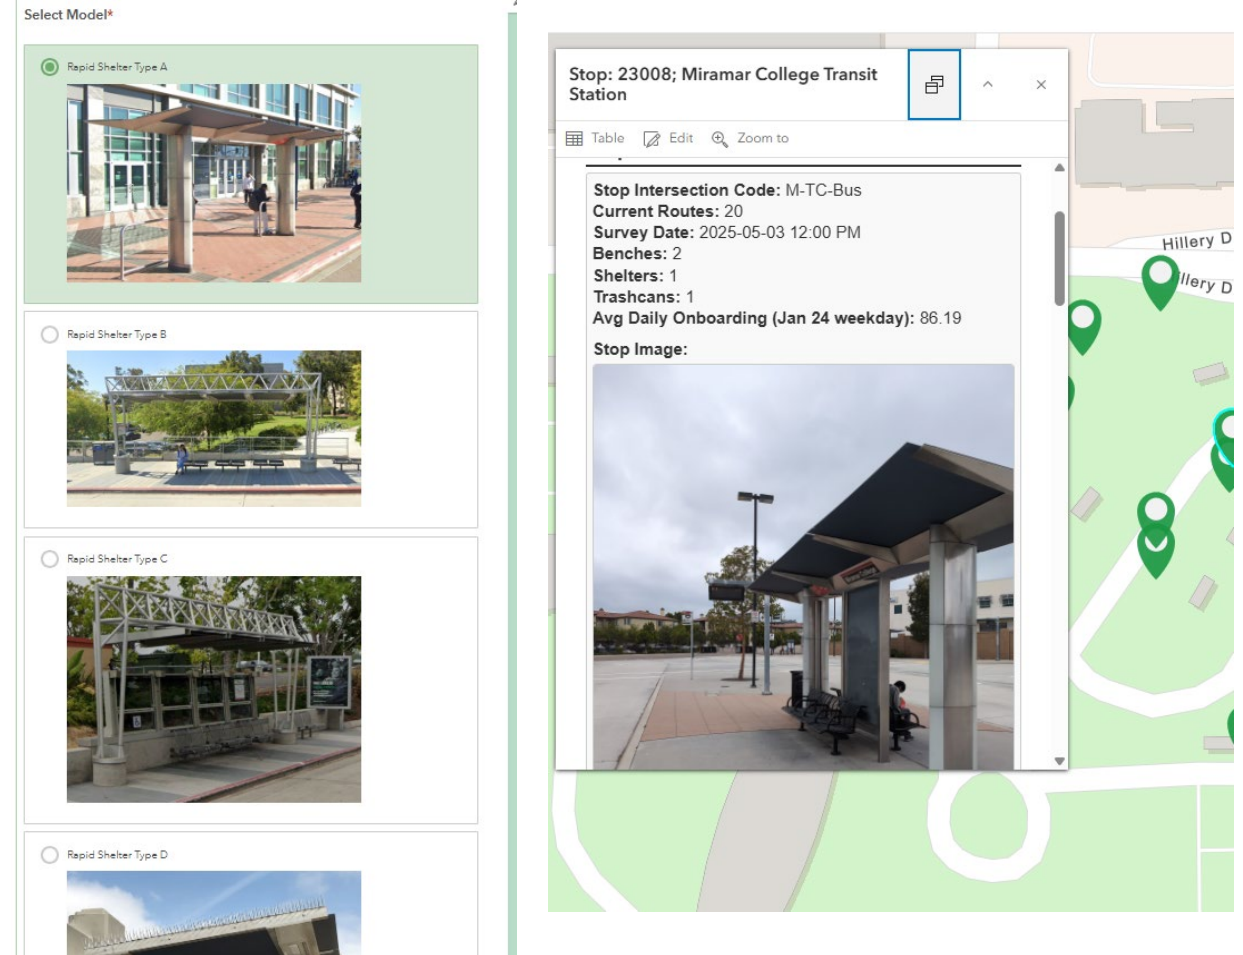 Select Model*
Rapid Shelter Type A
Rapid Shelter Type B
Rapid Shelter Type C
Rapid Shelter Type D
Stop: 23008; Miramar College Transit
Station
Table Edit Zoom to
Stop Intersection Code: M-TC-Bus
Current Routes: 20
Survey Date: 2025-05-03 12:00 PM
Benches: 2
Shelters: 1
Trashcans: 1
Avg Daily Onboarding (Jan 24 weekday): 86.19
Stop Image:
Hillery D
llery D